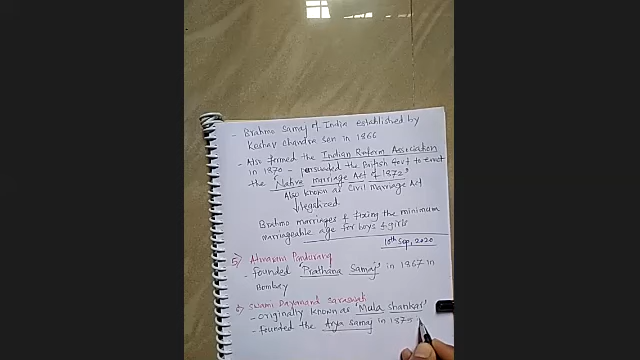 - Brahmo Samaj of India established by
Keshav Chandra Sen in 1866
- Also formed the Indian Reform Association
in 1870 - persuaded the British Govt to enact
the Native marriage Act of 1872"
Also known as Civil Marriage Act
↓legalized
Brahmo marriages & fixing the minimum
marriageable age for boys & girls
10th Sep, 2020
5) Atmaram Pandurang
- founded 'Prathana Samaj' in 1867 in
Bombay
6) Swami Dayanand Saraswati
- Originally known as 'Mula Shankar'
- Founded the Arya Samaj in 1875